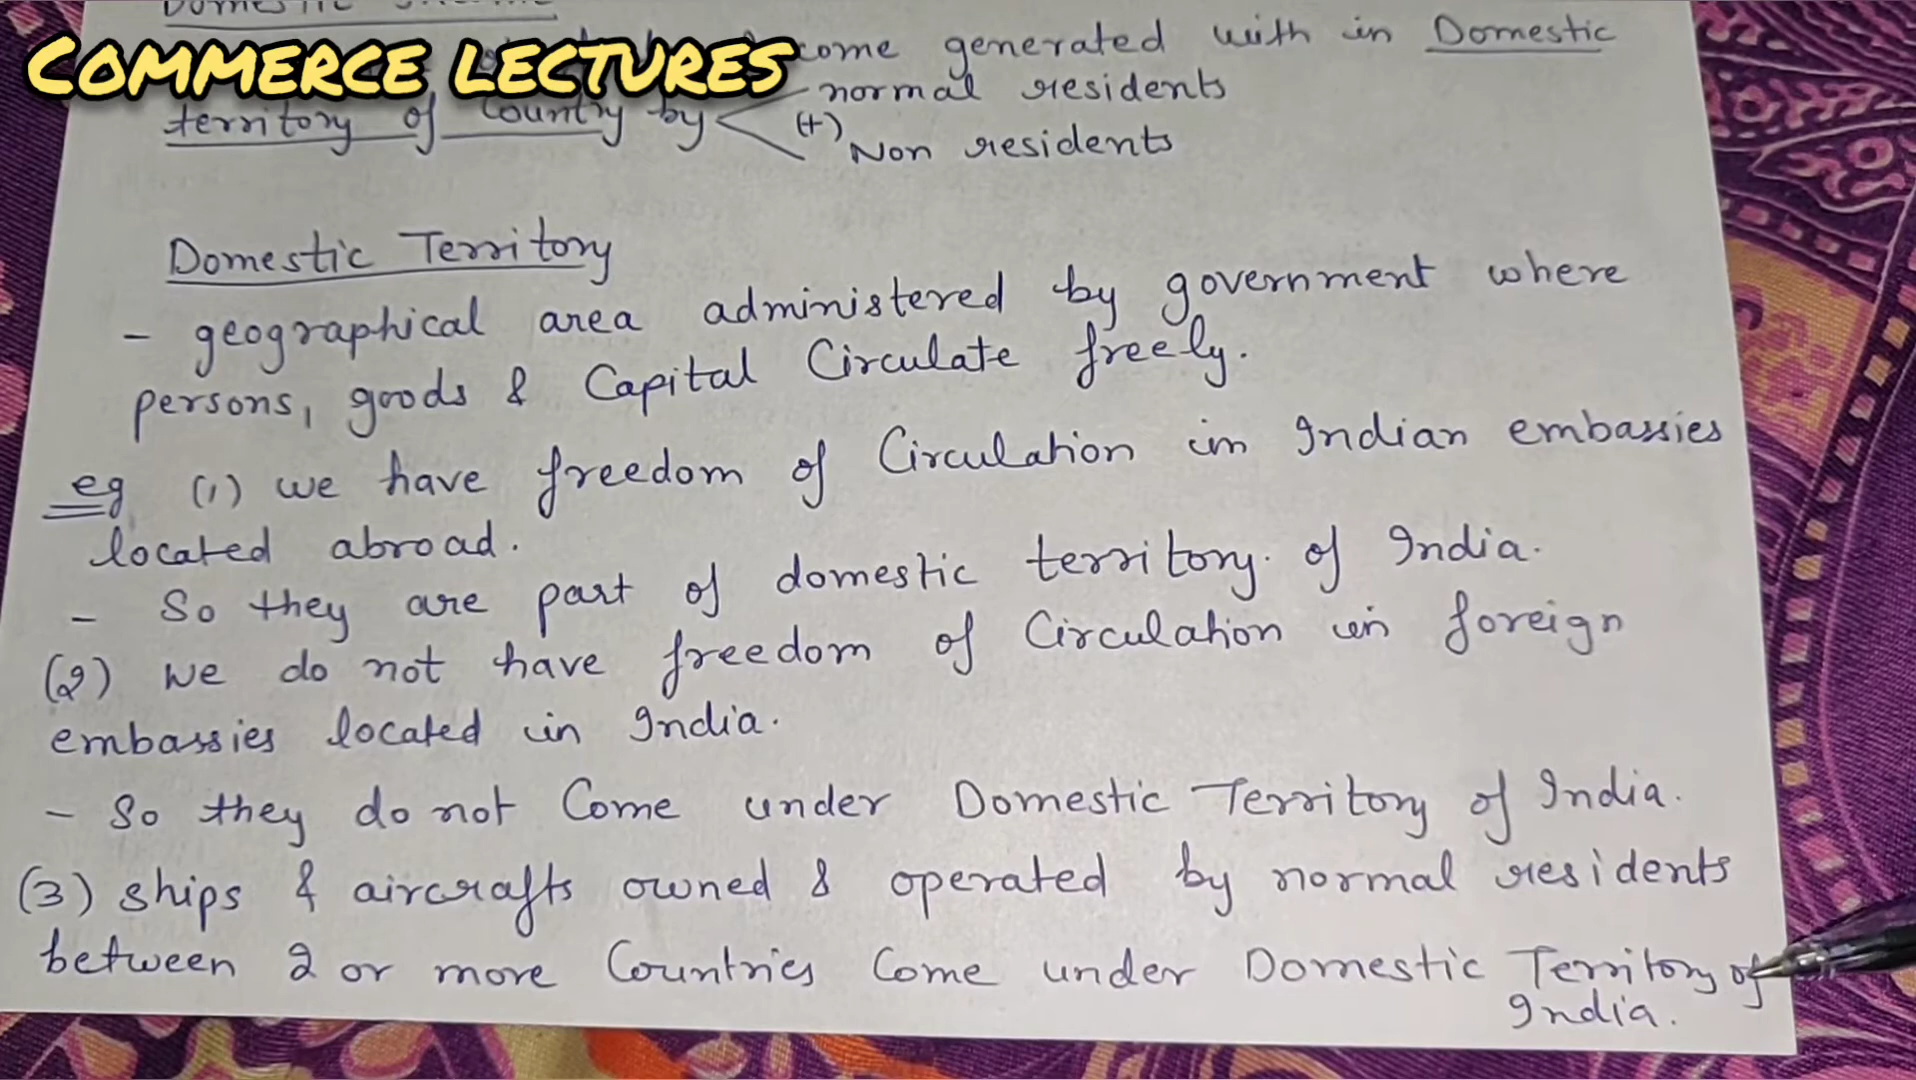 Domestic Income
COMMERCE LECTURES
come generated with in Domestic
normal residents
territory of Country by (+)
Non residents
Domestic Territory
- geographical area administered by government where
persons, goods & Capital Circulate freely.
eg (1) we have freedom of Circulation in Indian embassies
located abroad.
- So they are part of domestic territory. of India.
(2) we do not have freedom of Circulation in foreign
embassies located in India.
- So they do not Come under Domestic Territory of India.
(3) ships & aircrafts owned & operated by normal residents
between 2 or more Countries Come under Domestic Territory of
India.